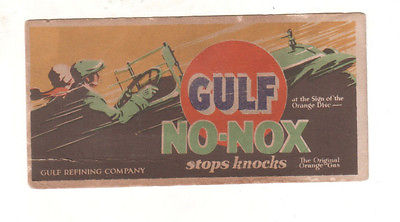 GULF
at the Sign of the
Orange Disc—
NO-NOX
stops knocks
The Original
Orange Gas
GULF REFINING COMPANY